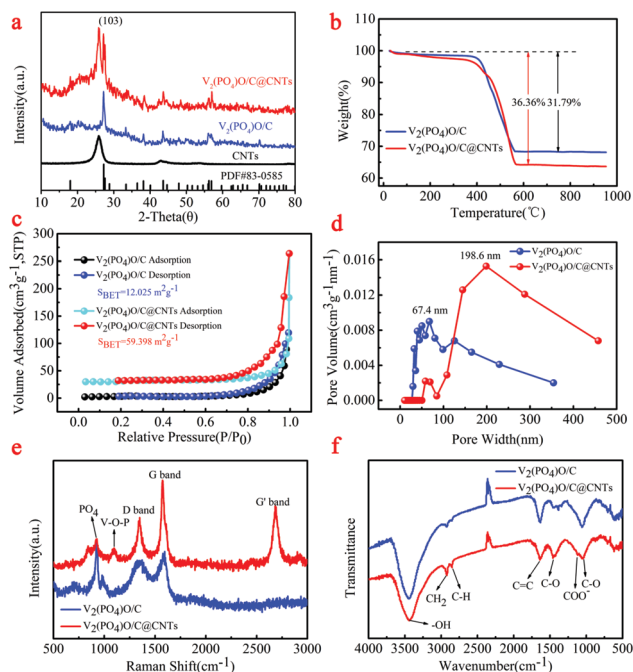 a
(103)
V2(PO4)O/C@CNTs
V2(PO4)O/C
CNTs
PDF#83-0585
Intensity(a.u.)
10 20 30 40 50 60 70 80
2-Theta(θ)
b
100
95
90
85
80
75
70
65
60
Weight(%)
36.36% 31.79%
V2(PO4)O/C
V2(PO4)O/C@CNTs
0 200 400 600 800 1000
Temperature(℃)
c
300
250
200
150
100
50
0
Volume Adsorbed(cm3g-1,STP)
V2(PO4)O/C Adsorption
V2(PO4)O/C Desorption
SBET=12.025 m2g-1
V2(PO4)O/C@CNTs Adsorption
V2(PO4)O/C@CNTs Desorption
SBET=59.398 m2g-1
0.0 0.2 0.4 0.6 0.8 1.0
Relative Pressure(P/P0)
d
0.016
0.012
0.008
0.004
0.000
Pore Volume(cm3g-1nm-1)
198.6 nm
67.4 nm
V2(PO4)O/C
V2(PO4)O/C@CNTs
0 100 200 300 400 500
Pore Width(nm)
e
G band
G' band
D band
PO4
V-O-P
V2(PO4)O/C
V2(PO4)O/C@CNTs
Intensity(a.u.)
500 1000 1500 2000 2500 3000
Raman Shift(cm-1)
f
V2(PO4)O/C
V2(PO4)O/C@CNTs
Transmittance
C=C
C-O
COO-
C-O
CH2
C-H
-OH
4000 3500 3000 2500 2000 1500 1000 500
Wavenumber(cm-1)